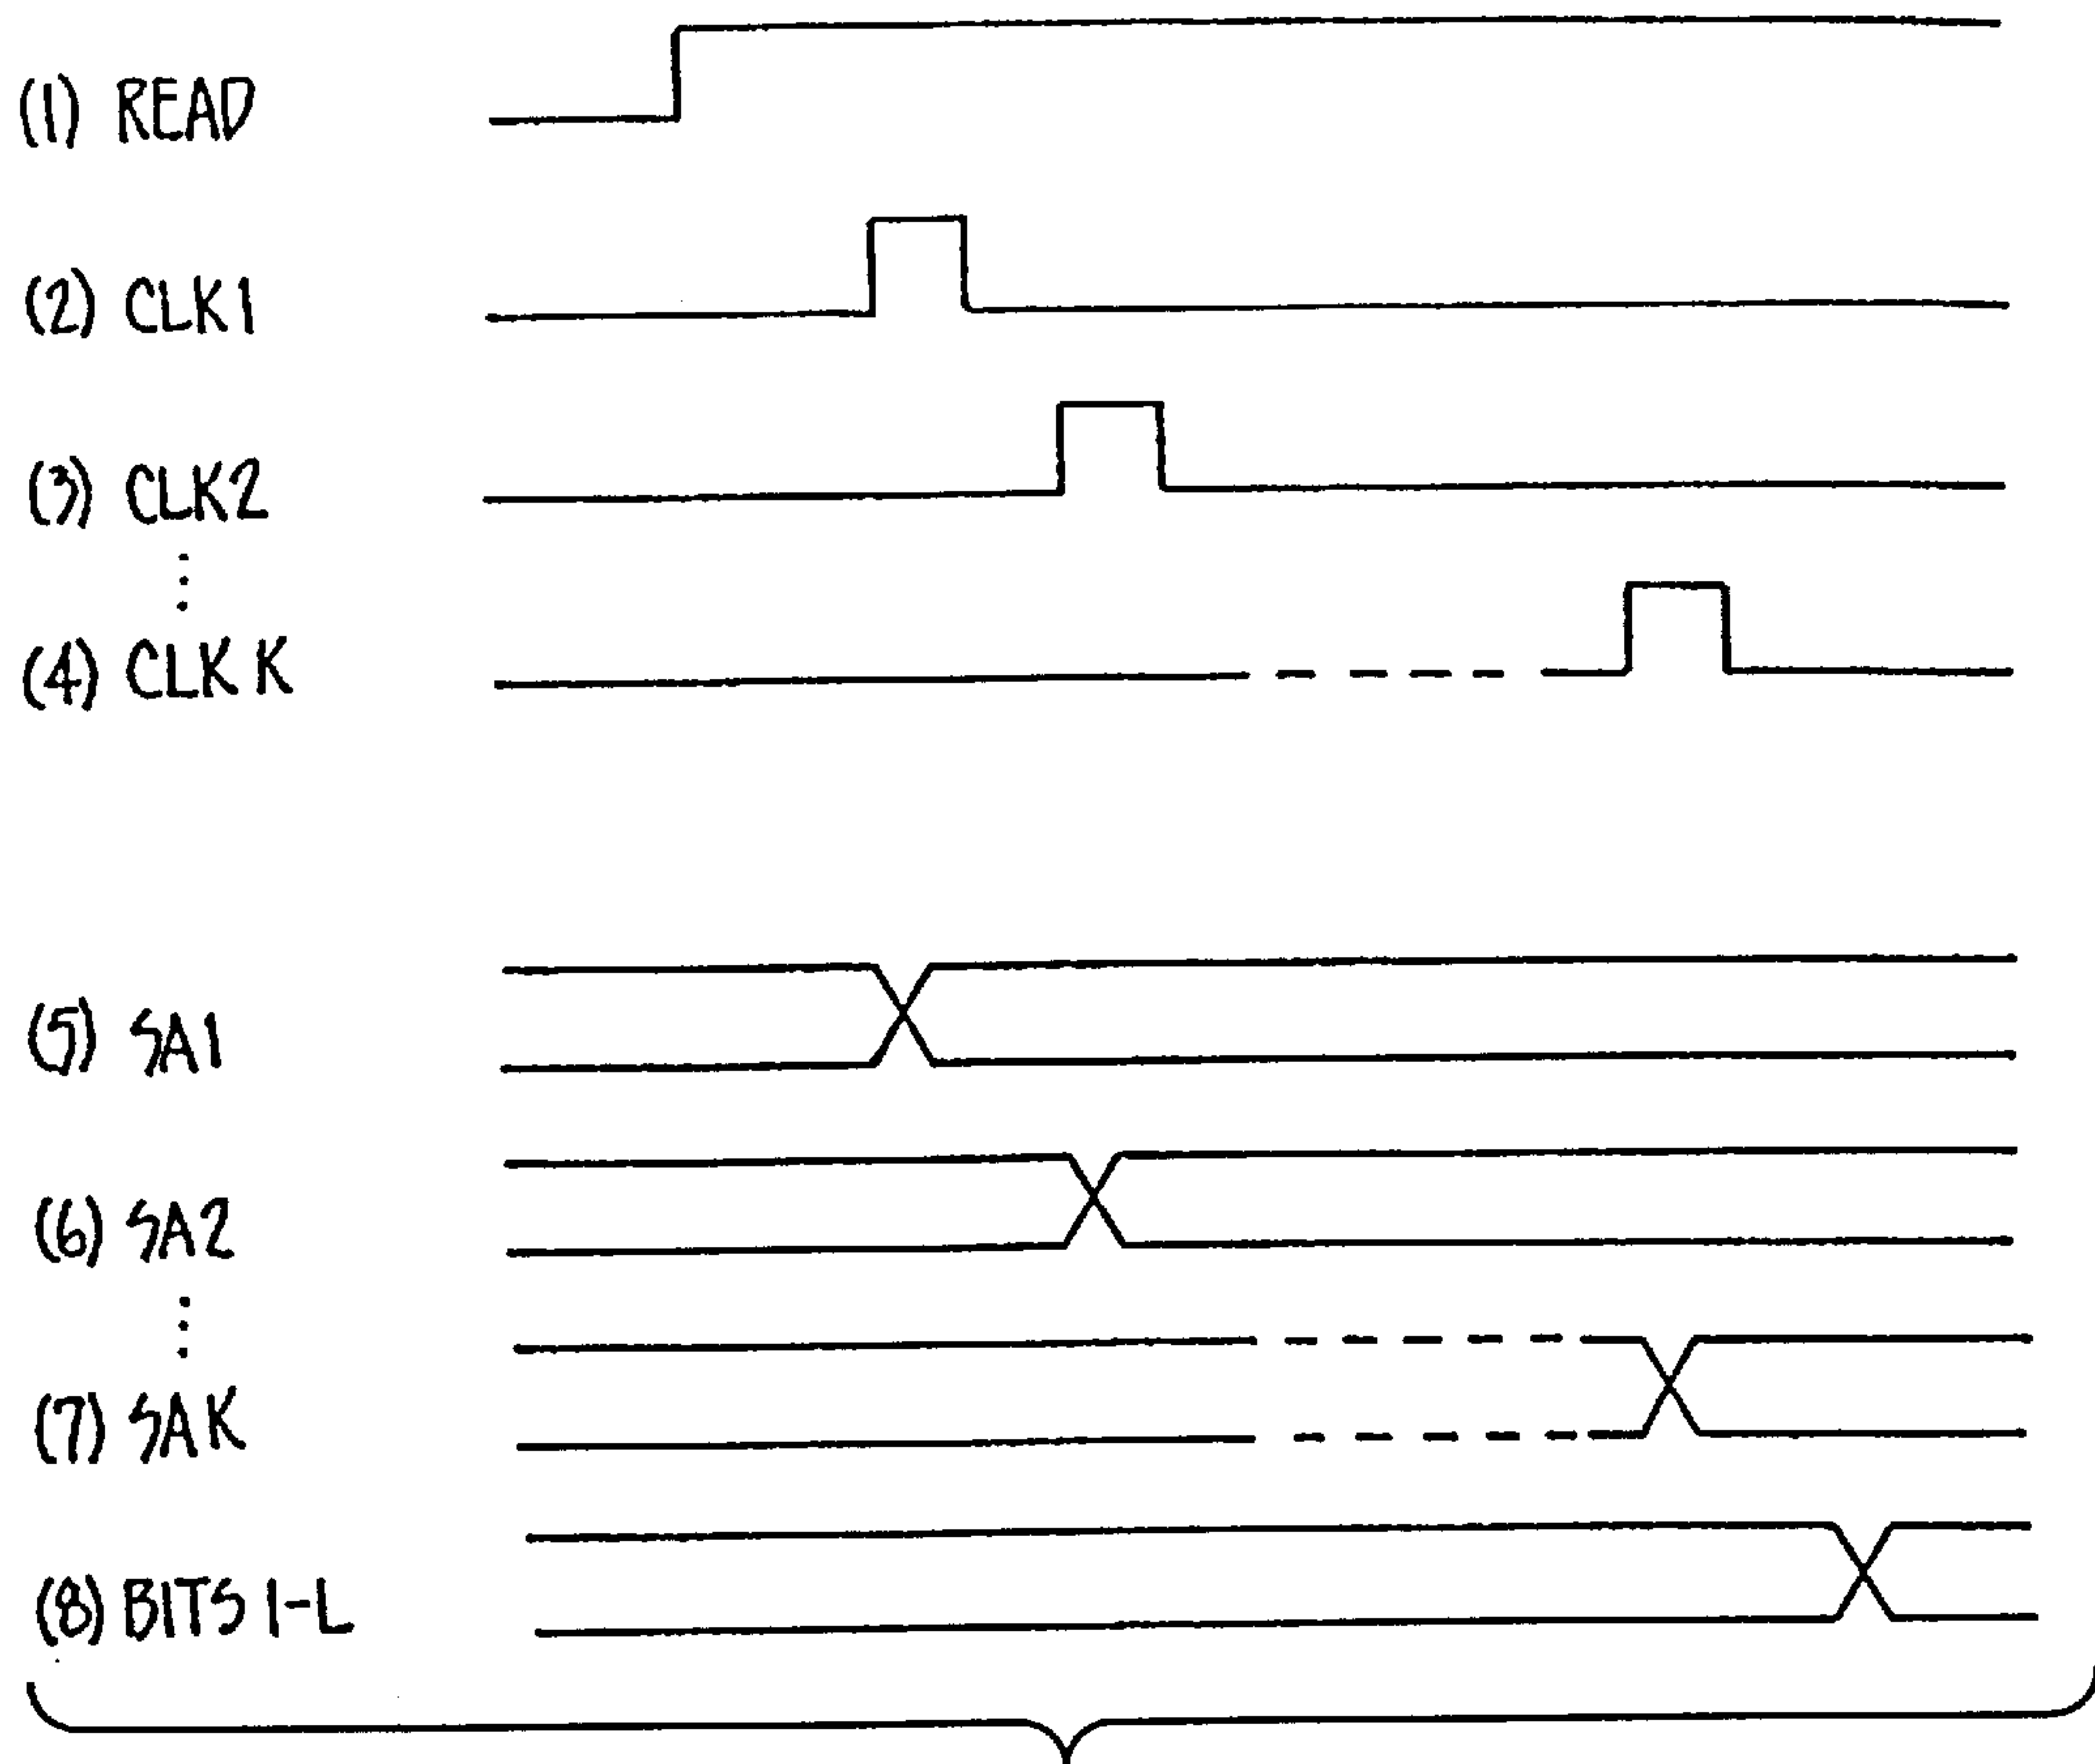 (1) READ
(2) CLK1
(3) CLK2
(4) CLK K
(5) SA1
(6) SA2
(7) SAK
(8) BITS 1-L